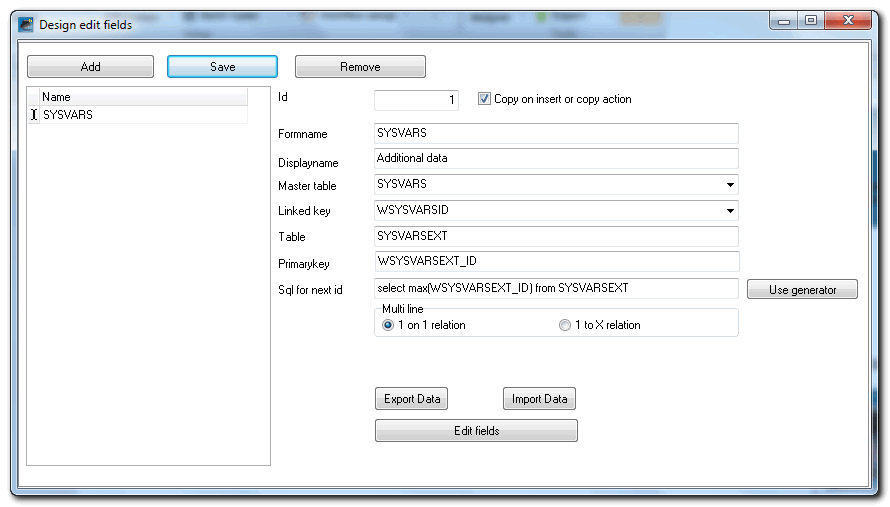 Design edit fields
Add Save Remove
Name
SYSVARS
Id 1 Copy on insert or copy action
Formname SYSVARS
Displayname Additional data
Master table SYSVARS
Linked key WSYSVARSID
Table SYSVARSEXT
Primarykey WSYSVARSEXT_ID
Sql for next id select max(WSYSVARSEXT_ID) from SYSVARSEXT Use generator
Multi line
1 on 1 relation 1 to X relation
Export Data Import Data
Edit fields